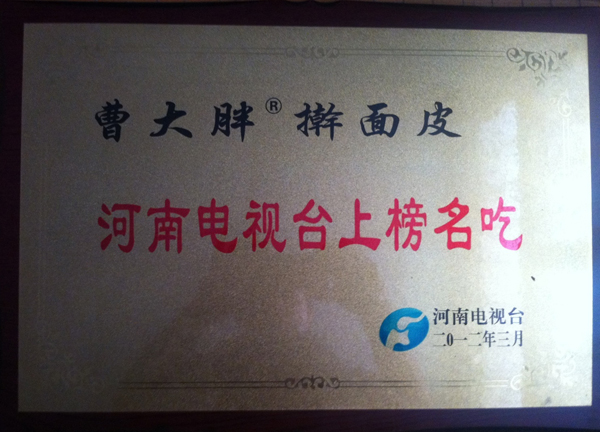 曹大胖®擀面皮
河南电视台上榜名吃
河南电视台
二0一二年三月